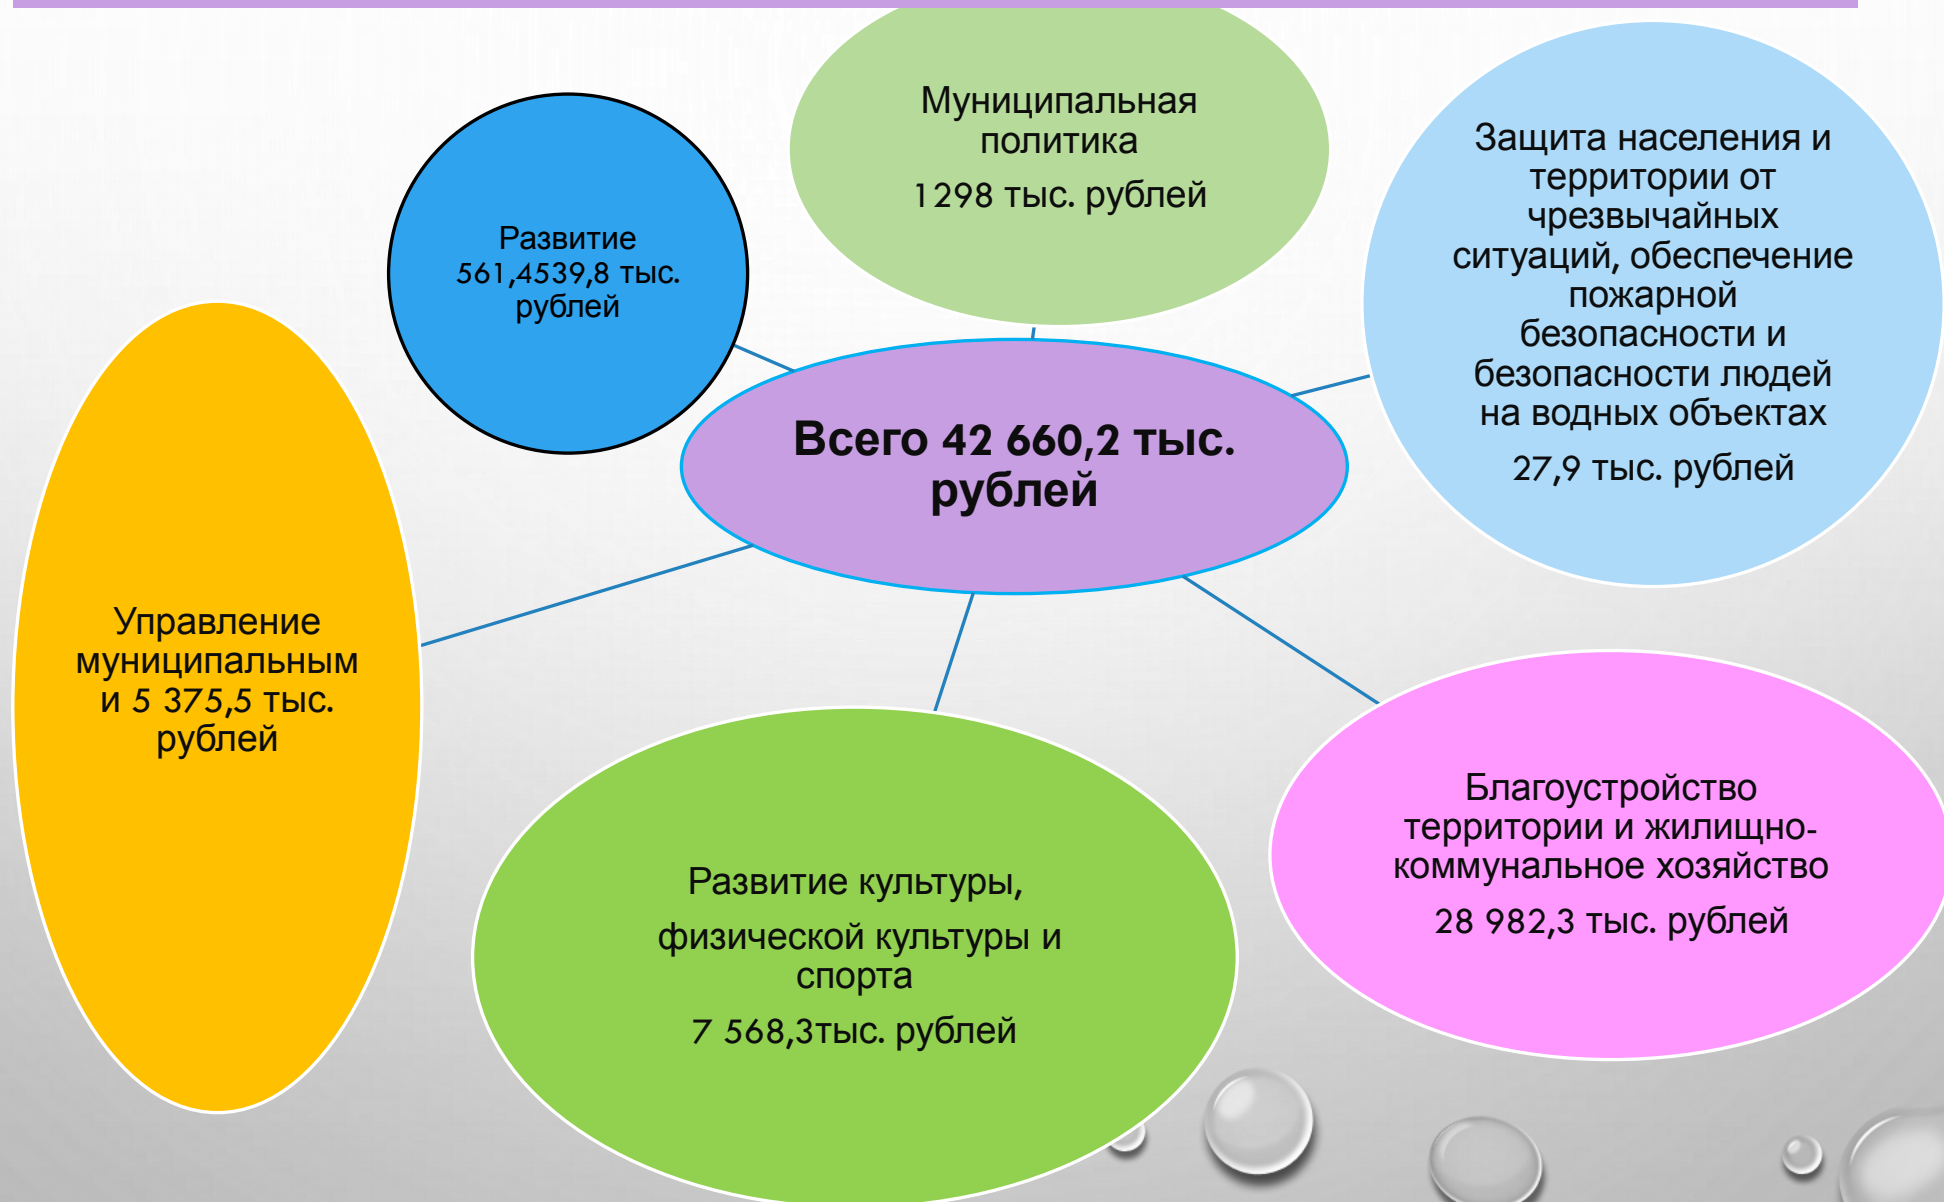 Муниципальная
политика
1298 тыс. рублей
Защита населения и
территории от
чрезвычайных
ситуаций, обеспечение
пожарной
безопасности и
безопасности людей
на водных объектах
27,9 тыс. рублей
Развитие
561,4539,8 тыс.
рублей
Всего 42 660,2 тыс.
рублей
Управление
муниципальным
и 5 375,5 тыс.
рублей
Благоустройство
территории и жилищно-
коммунальное хозяйство
28 982,3 тыс. рублей
Развитие культуры,
физической культуры и
спорта
7 568,3тыс. рублей